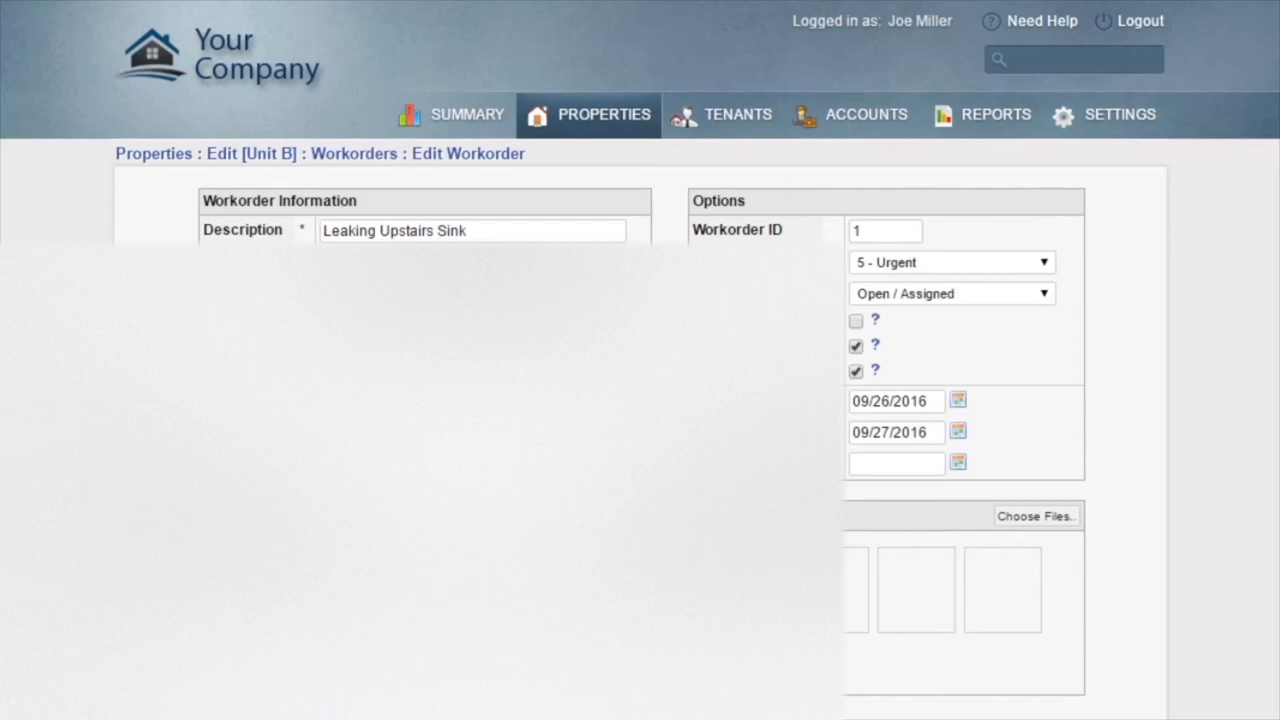 Logged in as: Joe Miller ? Need Help Logout
Your
Company
SUMMARY PROPERTIES TENANTS ACCOUNTS REPORTS SETTINGS
Properties : Edit [Unit B] : Workorders : Edit Workorder
Workorder Information
Description * Leaking Upstairs Sink
Options
Workorder ID 1
5 - Urgent
Open / Assigned
?
?
?
09/26/2016
09/27/2016
Choose Files..